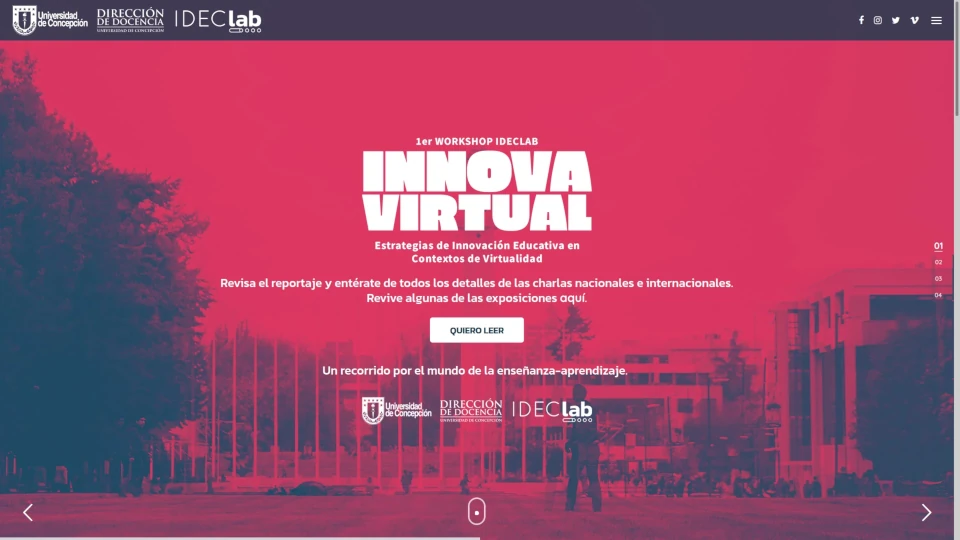 Universidad
de Concepción
DIRECCIÓN
DE DOCENCIA
UNIVERSIDAD DE CONCEPCIÓN
IDEClab
1er WORKSHOP IDECLAB
INNOVA
VIRTUAL
Estrategias de Innovación Educativa en
Contextos de Virtualidad
Revisa el reportaje y entérate de todos los detalles de las charlas nacionales e internacionales.
Revive algunas de las exposiciones aquí.
QUIERO LEER
Un recorrido por el mundo de la enseñanza-aprendizaje.
Universidad
de Concepción
DIRECCIÓN
DE DOCENCIA
UNIVERSIDAD DE CONCEPCIÓN
IDEClab
01
02
03
04